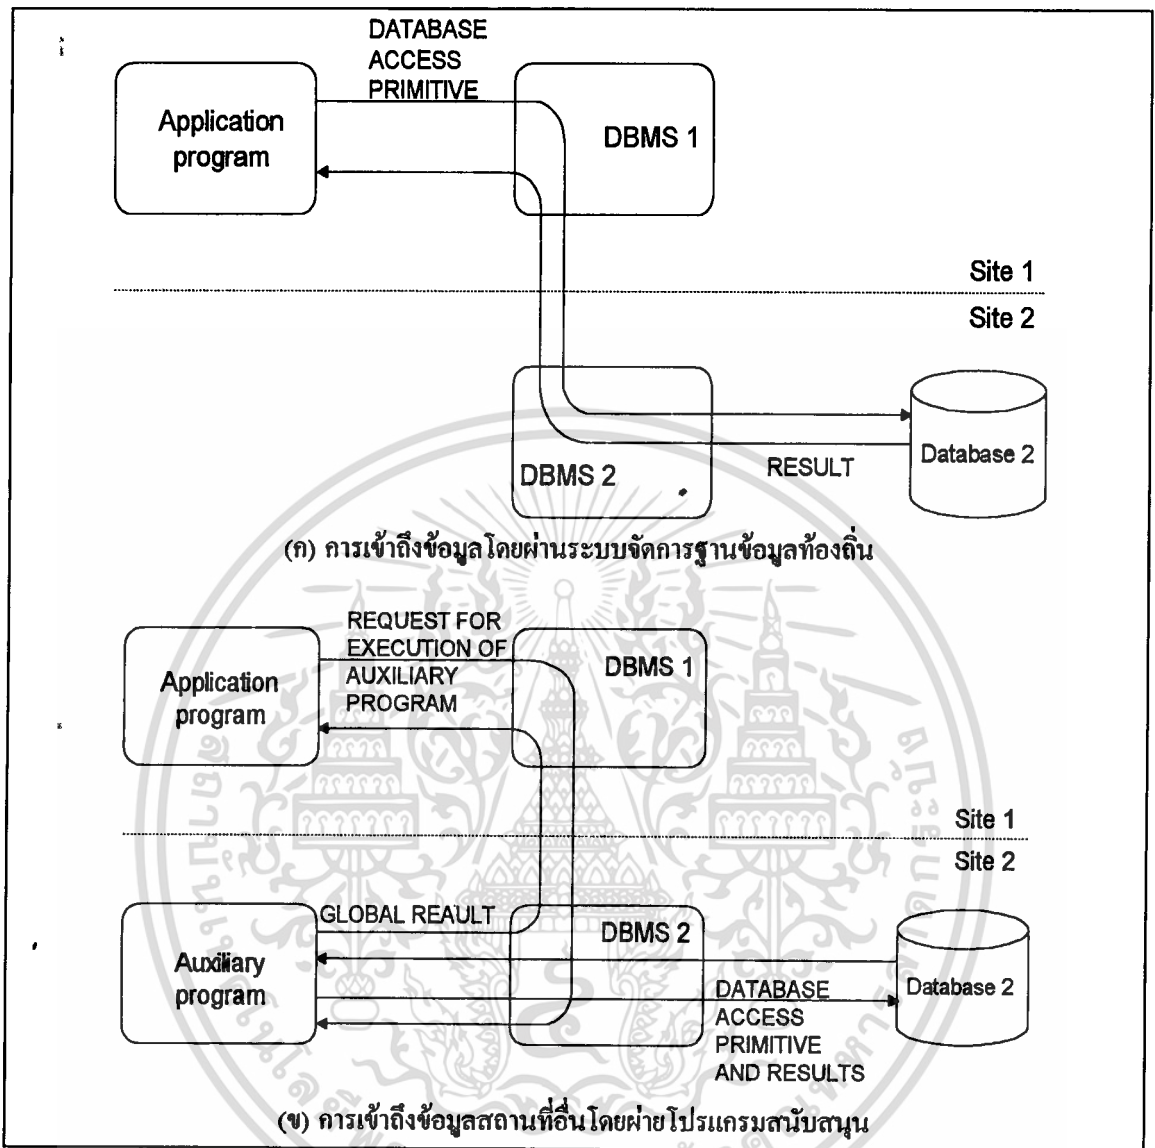 DATABASE
ACCESS
PRIMITIVE
Application
program
DBMS 1
Site 1
Site 2
DBMS 2
RESULT
Database 2
(ก) การเข้าถึงข้อมูลโดยผ่านระบบจัดการฐานข้อมูลท้องถิ่น
REQUEST FOR
EXECUTION OF
AUXILIARY
PROGRAM
Application
program
DBMS 1
Site 1
Site 2
GLOBAL REAULT
DBMS 2
Auxiliary
program
Database 2
DATABASE
ACCESS
PRIMITIVE
AND RESULTS
(ข) การเข้าถึงข้อมูลสถานที่อื่นโดยผ่ายโปรแกรมสนับสนุน